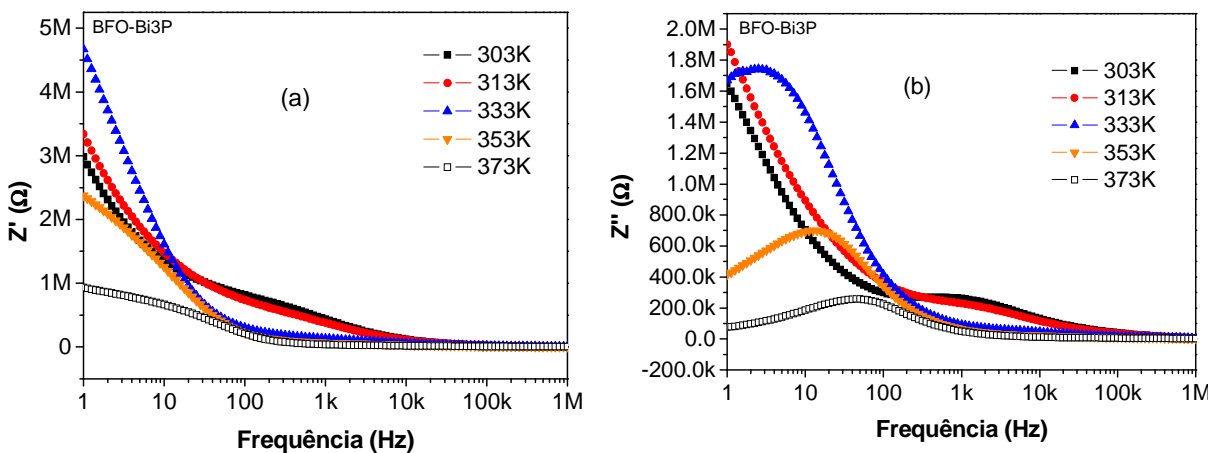 BFO-Bi3P
(a)
303K
313K
333K
353K
373K
5M
4M
3M
2M
1M
0
Z' (Ω)
1
10
100
1k
10k
100k
1M
Frequência (Hz)
BFO-Bi3P
(b)
303K
313K
333K
353K
373K
2.0M
1.8M
1.6M
1.4M
1.2M
1.0M
800.0k
600.0k
400.0k
200.0k
0.0
-200.0k
Z'' (Ω)
1
10
100
1k
10k
100k
1M
Frequência (Hz)